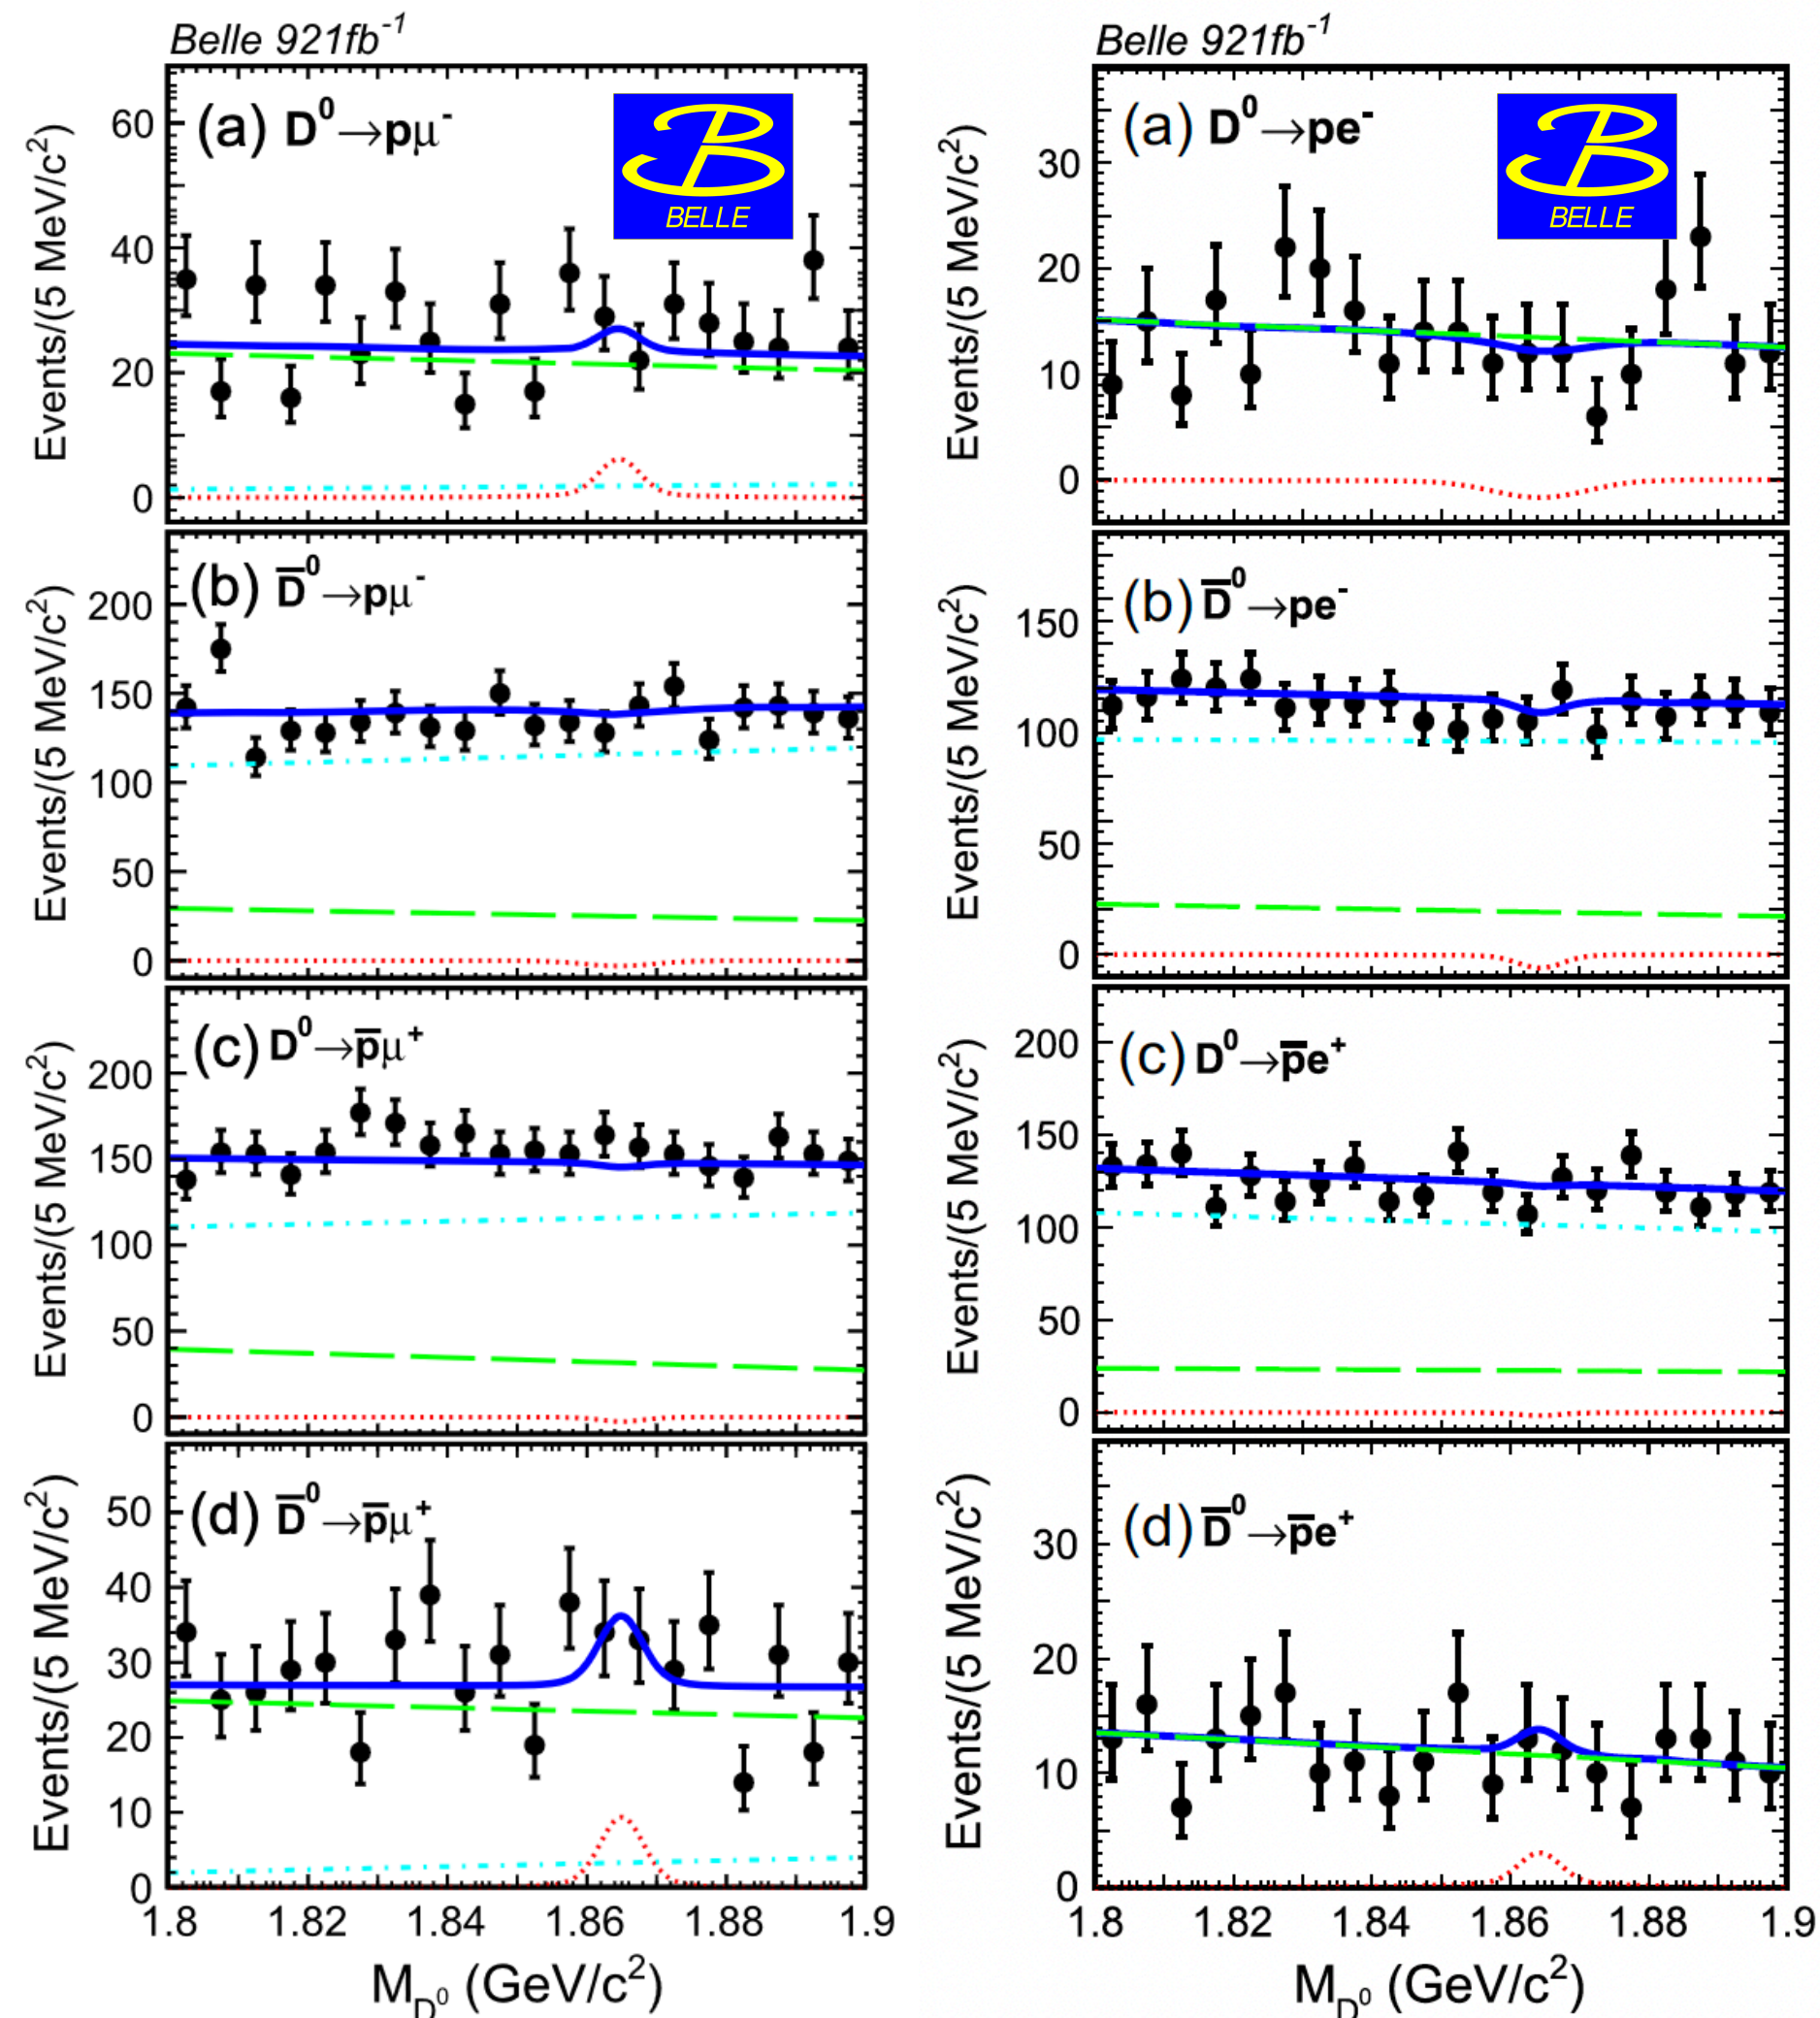 Belle 921fb⁻¹
Events/(5 MeV/c²)
60
40
20
0
(a) D⁰→pμ⁻
BELLE
Events/(5 MeV/c²)
200
150
100
50
0
(b) D̅⁰→pμ⁻
Events/(5 MeV/c²)
200
150
100
50
0
(c) D⁰→p̅μ⁺
Events/(5 MeV/c²)
50
40
30
20
10
0
(d) D̅⁰→p̅μ⁺
1.8 1.82 1.84 1.86 1.88 1.9
M_D⁰ (GeV/c²)
Belle 921fb⁻¹
Events/(5 MeV/c²)
30
20
10
0
(a) D⁰→pe⁻
BELLE
Events/(5 MeV/c²)
150
100
50
0
(b) D̅⁰→pe⁻
Events/(5 MeV/c²)
200
150
100
50
0
(c) D⁰→p̅e⁺
Events/(5 MeV/c²)
30
20
10
0
(d) D̅⁰→p̅e⁺
1.8 1.82 1.84 1.86 1.88 1.9
M_D⁰ (GeV/c²)